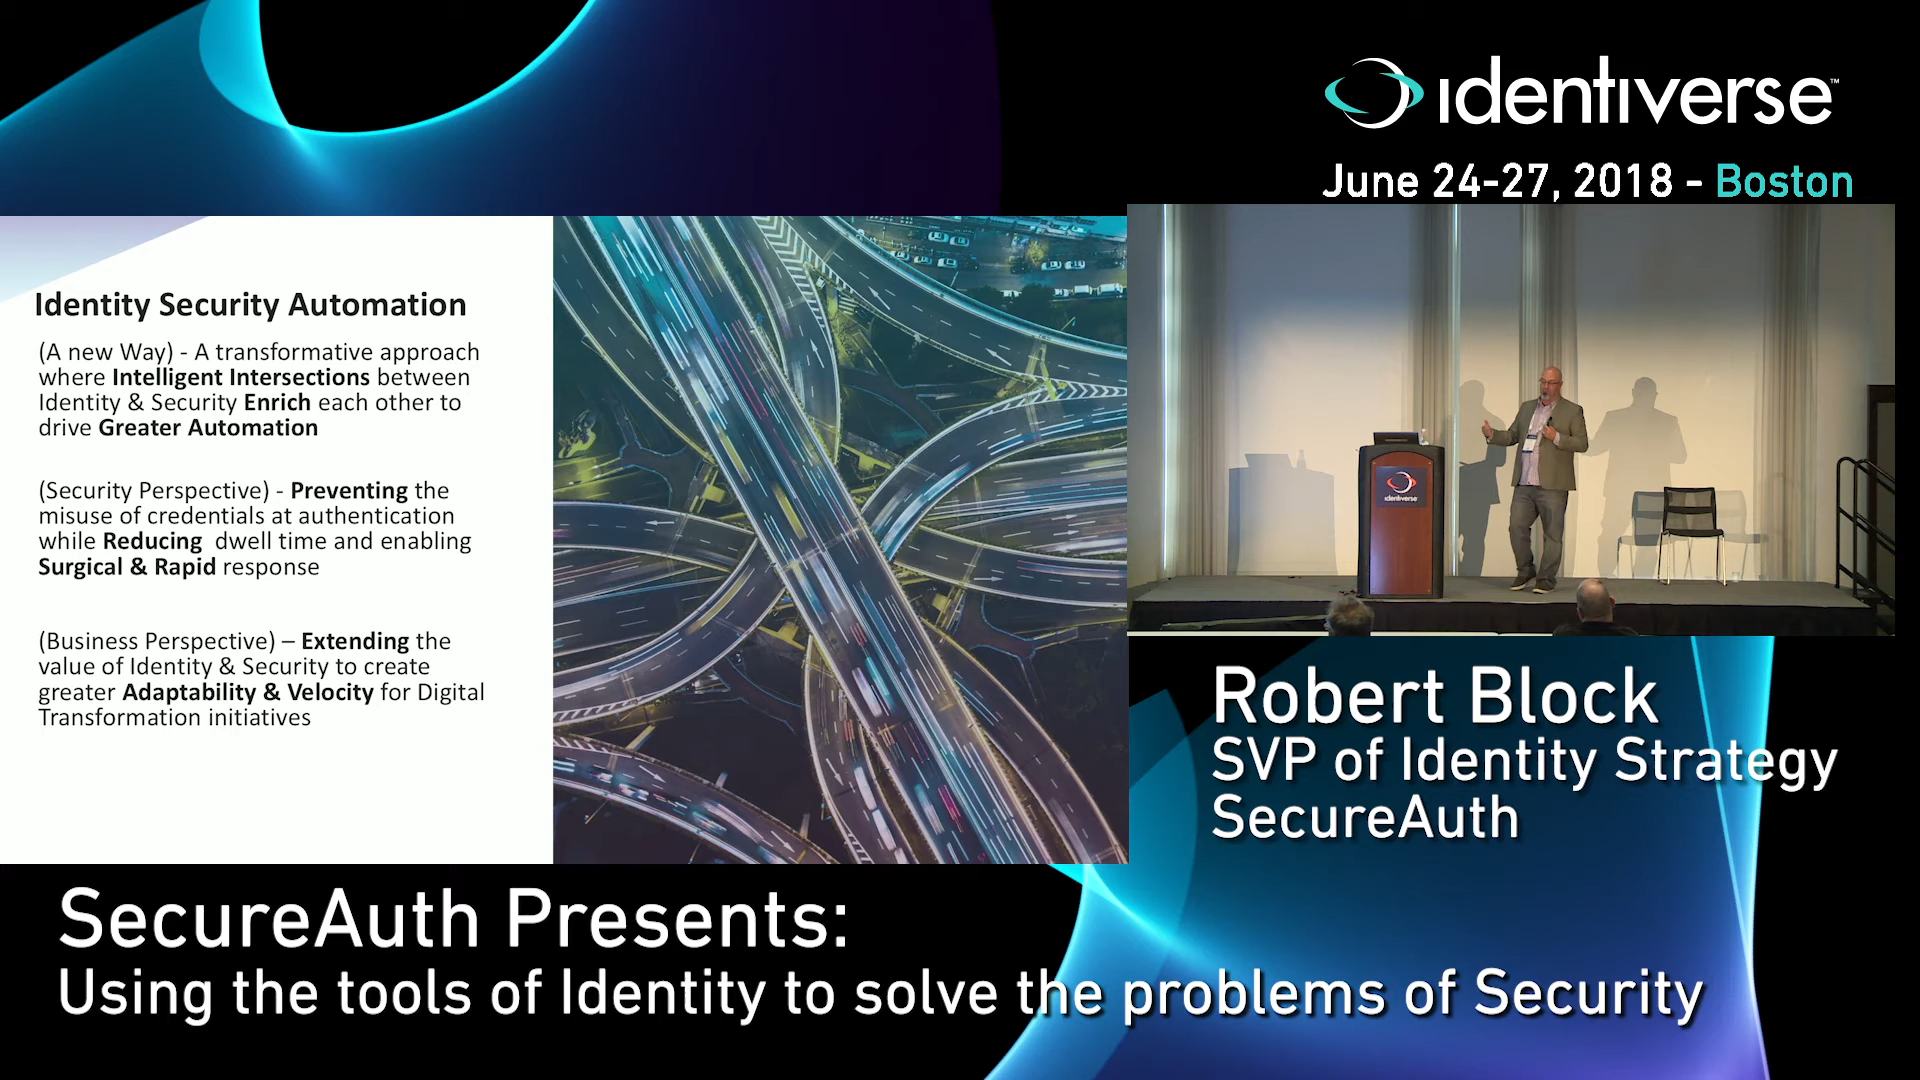 identiverse™
June 24-27, 2018 - Boston
Identity Security Automation
(A new Way) - A transformative approach
where Intelligent Intersections between
Identity & Security Enrich each other to
drive Greater Automation
(Security Perspective) - Preventing the
misuse of credentials at authentication
while Reducing dwell time and enabling
Surgical & Rapid response
(Business Perspective) – Extending the
value of Identity & Security to create
greater Adaptability & Velocity for Digital
Transformation initiatives
identiverse
Robert Block
SVP of Identity Strategy
SecureAuth
SecureAuth Presents:
Using the tools of Identity to solve the problems of Security